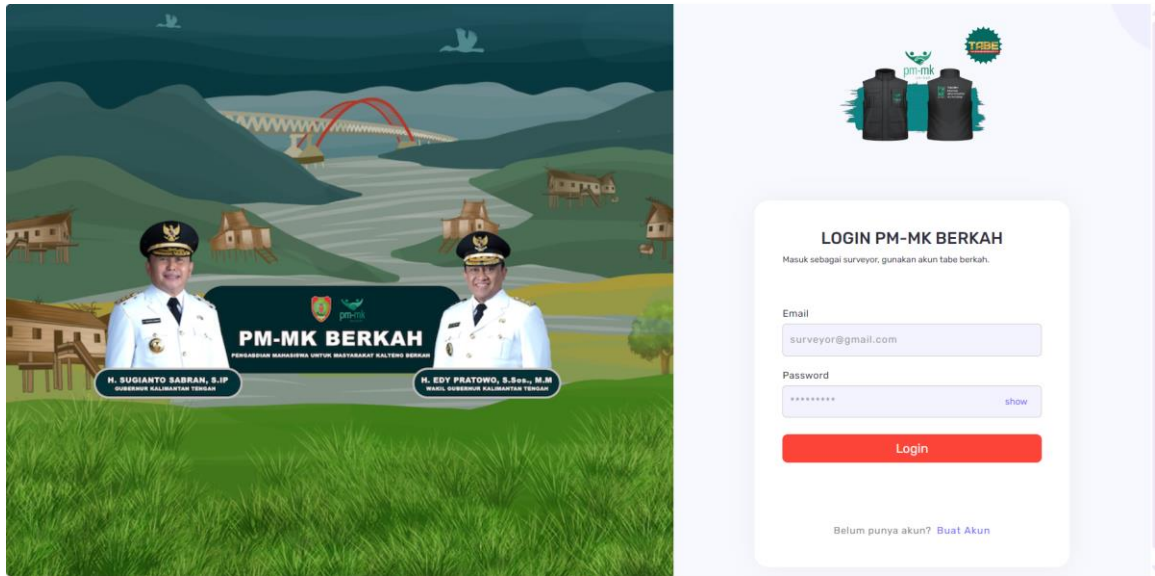 PM-MK BERKAH
PENGABDIAN MAHASISWA UNTUK MASYARAKAT KALTENG BERKAH
H. SUGIANTO SABRAN, S.IP
GUBERNUR KALIMANTAN TENGAH
H. EDY PRATOWO, S.Sos., M.M
WAKIL GUBERNUR KALIMANTAN TENGAH
pm-mk
TABE
pm-mk
LOGIN PM-MK BERKAH
Masuk sebagai surveyor, gunakan akun tabe berkah.
Email
surveyor@gmail.com
Password
*********
show
Login
Belum punya akun? Buat Akun